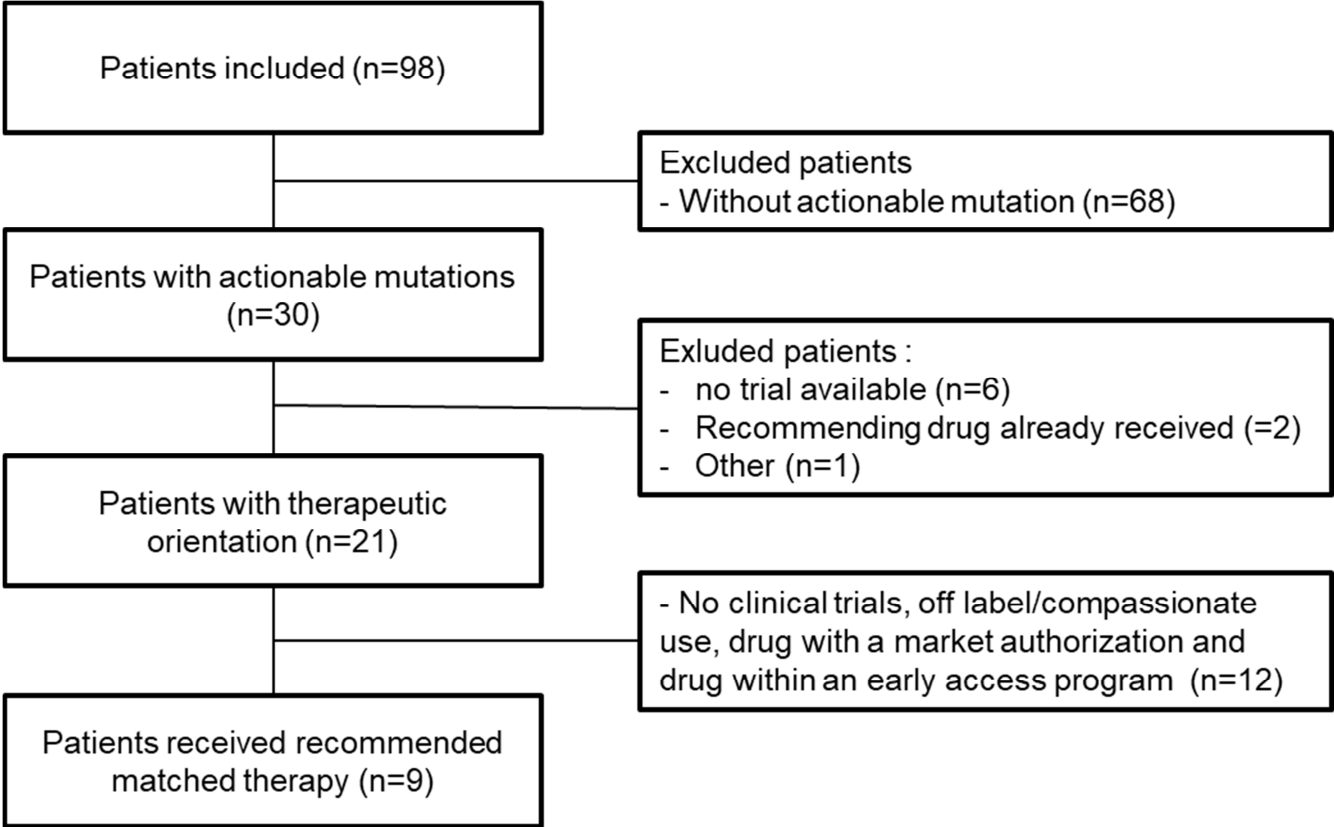 Patients included (n=98)
Excluded patients
- Without actionable mutation (n=68)
Patients with actionable mutations
(n=30)
Exluded patients :
- no trial available (n=6)
- Recommending drug already received (=2)
- Other (n=1)
Patients with therapeutic
orientation (n=21)
- No clinical trials, off label/compassionate
use, drug with a market authorization and
drug within an early access program (n=12)
Patients received recommended
matched therapy (n=9)